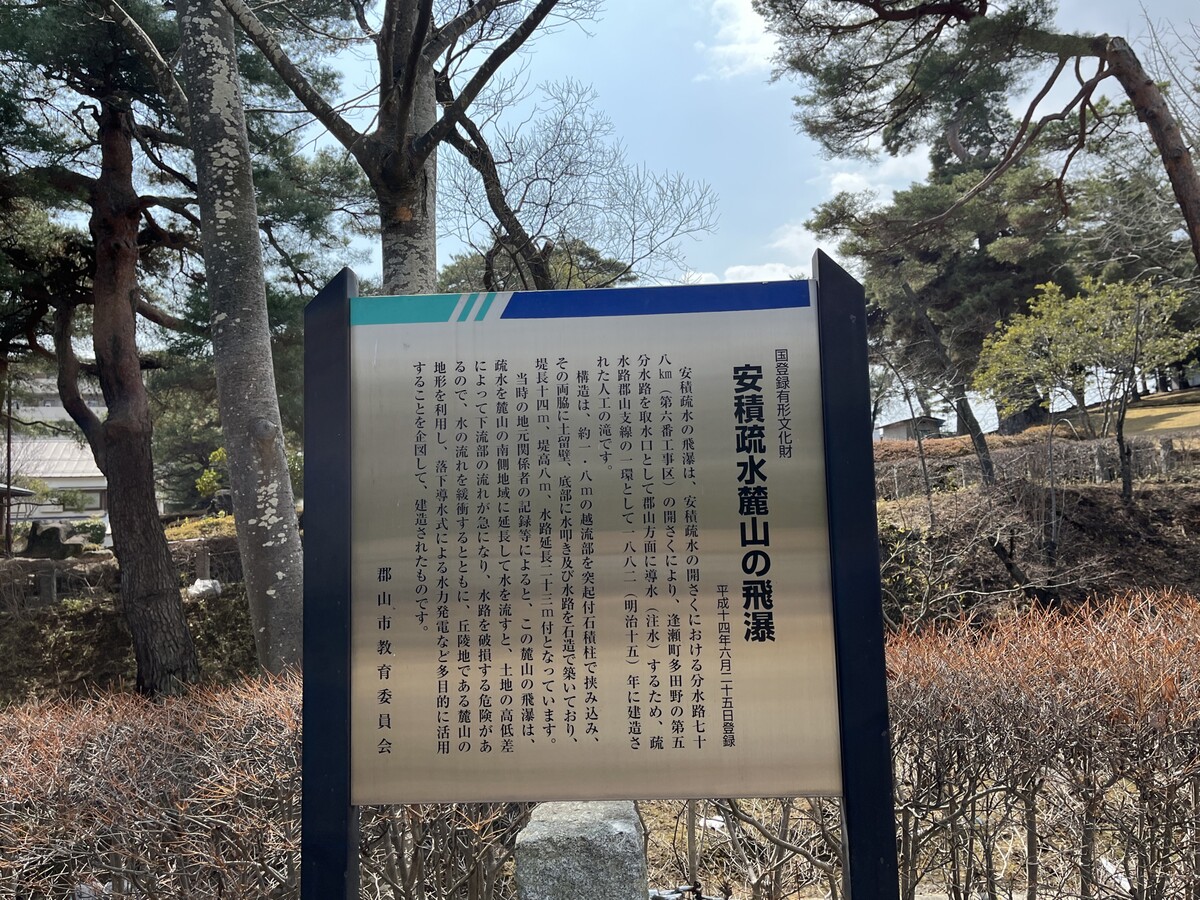 国登録有形文化財
安積疏水麓山の飛瀑
平成十四年六月二十五日登録
安積疏水の飛瀑は、安積疏水の開さくにおける分水路七十
八㎞（第六番工事区）の開さくにより、逢瀬町多田野の第五
分水路を取水口として郡山方面に導水（注水）するため、疏
水路郡山支線の一環として一八八二（明治十五）年に建造さ
れた人工の滝です。
構造は、約一・八ｍの越流部を突起付石積柱で挟み込み、
その両脇に土留壁、底部に水叩き及び水路を石造で築いており、
堤長十四ｍ、堤高八ｍ、水路延長二十三ｍ付となっています。
当時の地元関係者の記録等によると、この麓山の飛瀑は、
疏水を麓山の南側地域に延長して水を流すと、土地の高低差
によって下流部の流れが急になり、水路を破損する危険があ
るので、水の流れを緩衝するとともに、丘陵地である麓山の
地形を利用し、落下導水式による水力発電など多目的に活用
することを企図して、建造されたものです。
郡山市教育委員会